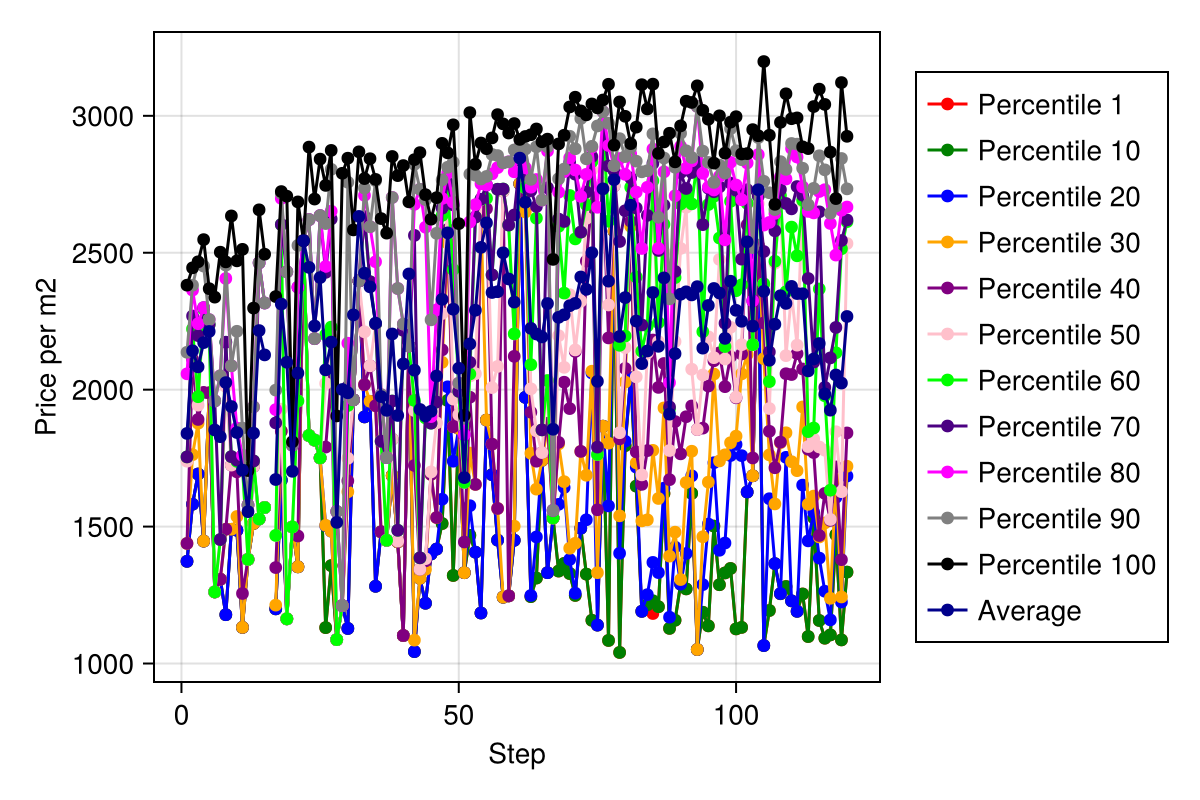 3000
2500
2000
1500
1000
0
50
100
Price per m2
Step
Percentile 1
Percentile 10
Percentile 20
Percentile 30
Percentile 40
Percentile 50
Percentile 60
Percentile 70
Percentile 80
Percentile 90
Percentile 100
Average